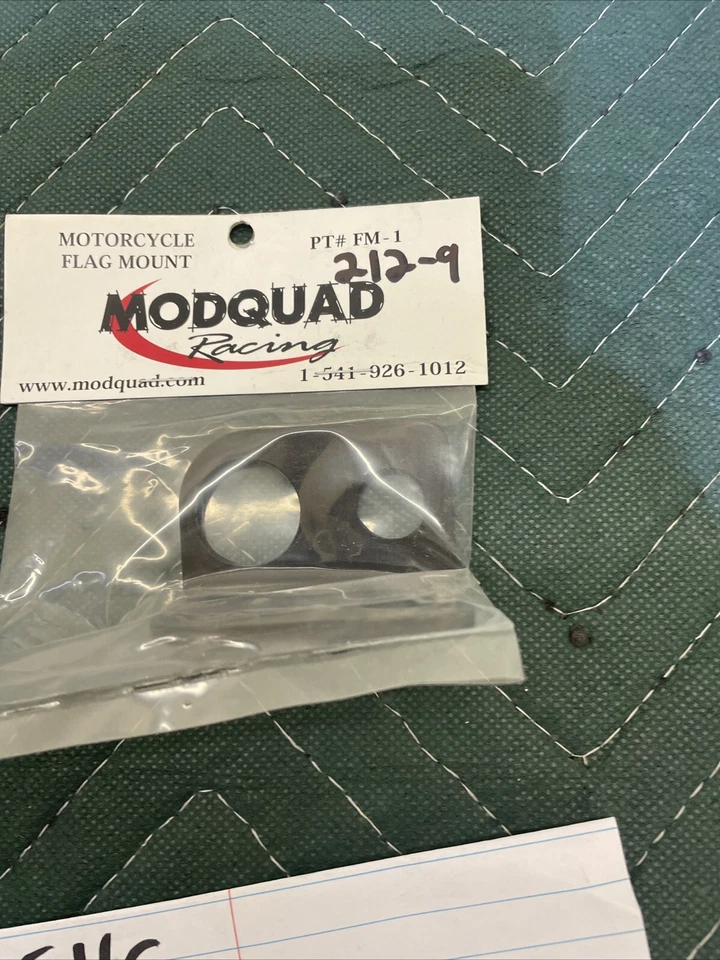 MOTORCYCLE
FLAG MOUNT
PT# FM-1
212-9
MODQUAD
Racing
www.modquad.com
1-541-926-1012